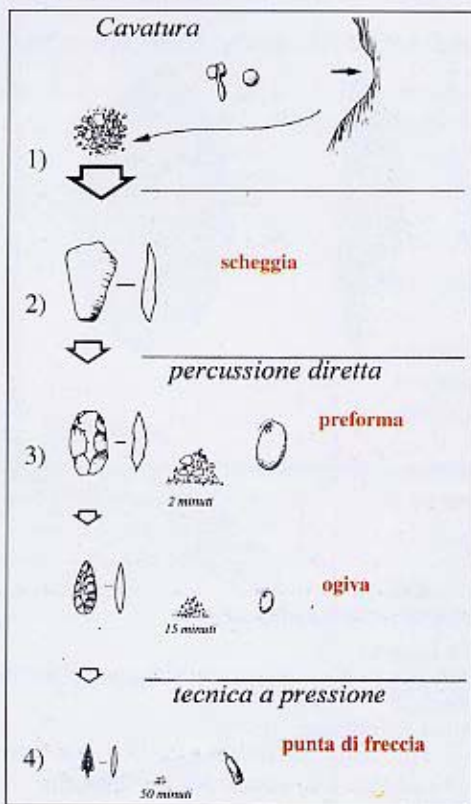 Cavatura
1)
scheggia
2)
percussione diretta
preforma
3)
2 minuti
ogiva
15 minuti
tecnica a pressione
punta di freccia
4)
50 minuti